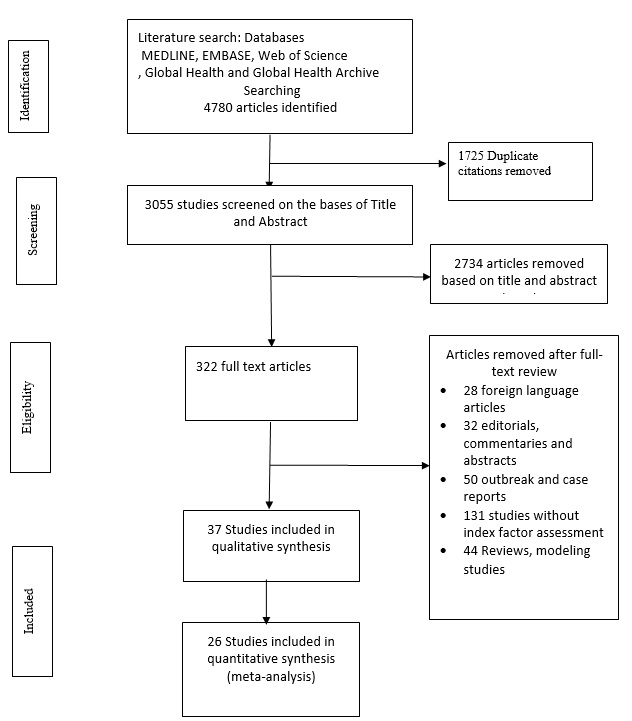 Identification
Literature search: Databases
MEDLINE, EMBASE, Web of Science
, Global Health and Global Health Archive
Searching
4780 articles identified
1725 Duplicate
citations removed
Screening
3055 studies screened on the bases of Title
and Abstract
2734 articles removed
based on title and abstract
Eligibility
322 full text articles
Articles removed after full-
text review
• 28 foreign language
articles
• 32 editorials,
commentaries and
abstracts
• 50 outbreak and case
reports
• 131 studies without
index factor assessment
• 44 Reviews, modeling
studies
37 Studies included in
qualitative synthesis
Included
26 Studies included in
quantitative synthesis
(meta-analysis)